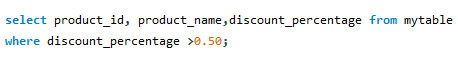 select product_id, product_name,discount_percentage from mytable
where discount_percentage >0.50;